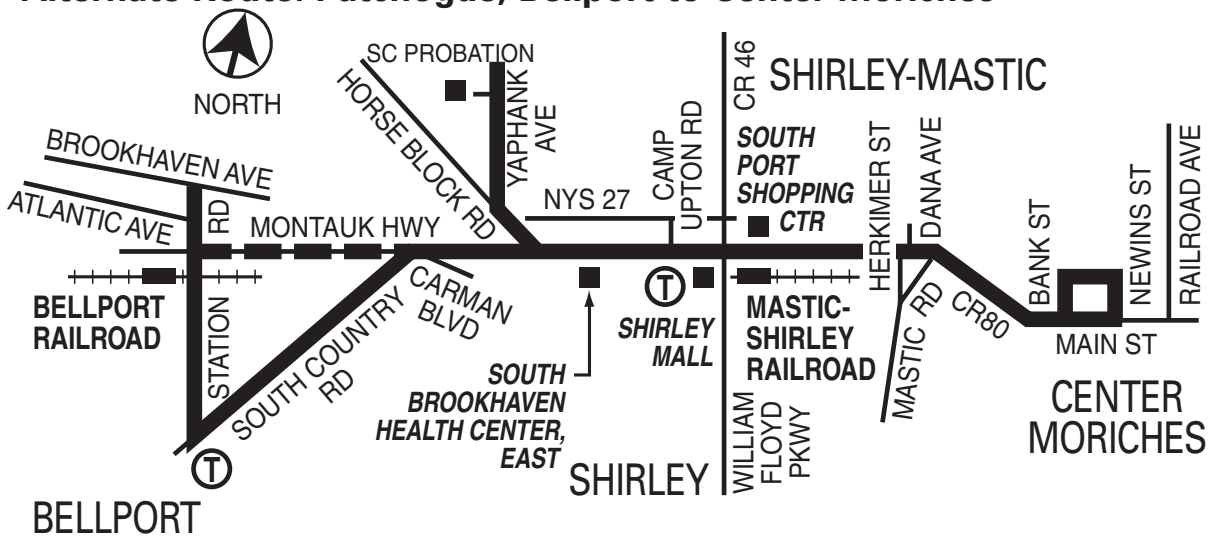 Alternate Route: Patchogue, Bellport to Center Moriches
NORTH
SC PROBATION
HORSE BLOCK RD
YAPHANK
AVE
CR 46
SHIRLEY-MASTIC
BROOKHAVEN AVE
ATLANTIC AVE
RD
MONTAUK HWY
NYS 27
CAMP
UPTON RD
SOUTH
PORT
SHOPPING
CTR
HERKIMER ST
DANA AVE
BANK ST
NEWINS ST
RAILROAD AVE
BELLPORT
RAILROAD
STATION
SOUTH COUNTRY
RD
CARMAN
BLVD
T
SHIRLEY
MALL
MASTIC-
SHIRLEY
RAILROAD
MASTIC RD
CR80
MAIN ST
SOUTH
BROOKHAVEN
HEALTH CENTER,
EAST
WILLIAM
FLOYD
PKWY
CENTER
MORICHES
SHIRLEY
T
BELLPORT